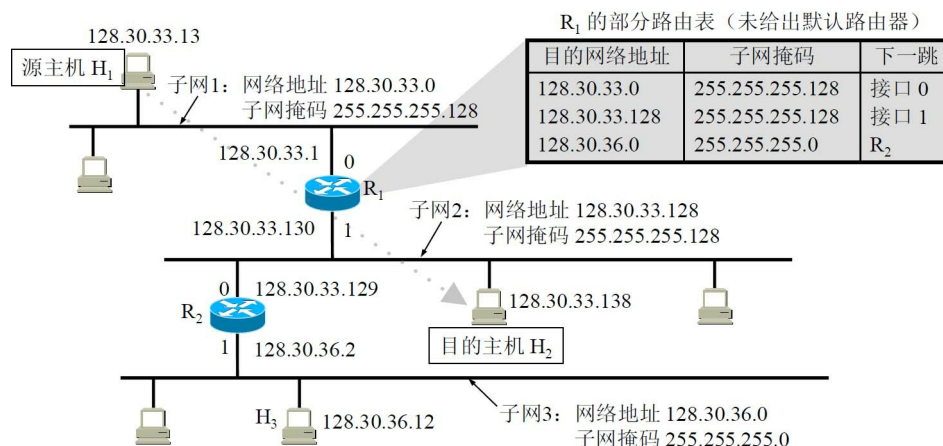 R₁ 的部分路由表（未给出默认路由器）
目的网络地址 子网掩码 下一跳
128.30.33.0 255.255.255.128 接口 0
128.30.33.128 255.255.255.128 接口 1
128.30.36.0 255.255.255.0 R₂
128.30.33.13
源主机 H₁
子网1：网络地址 128.30.33.0
子网掩码 255.255.255.128
128.30.33.1
0
R₁
128.30.33.130
1
子网2：网络地址 128.30.33.128
子网掩码 255.255.255.128
0
128.30.33.129
R₂
128.30.33.138
目的主机 H₂
1
128.30.36.2
H₃
128.30.36.12
子网3：网络地址 128.30.36.0
子网掩码 255.255.255.0